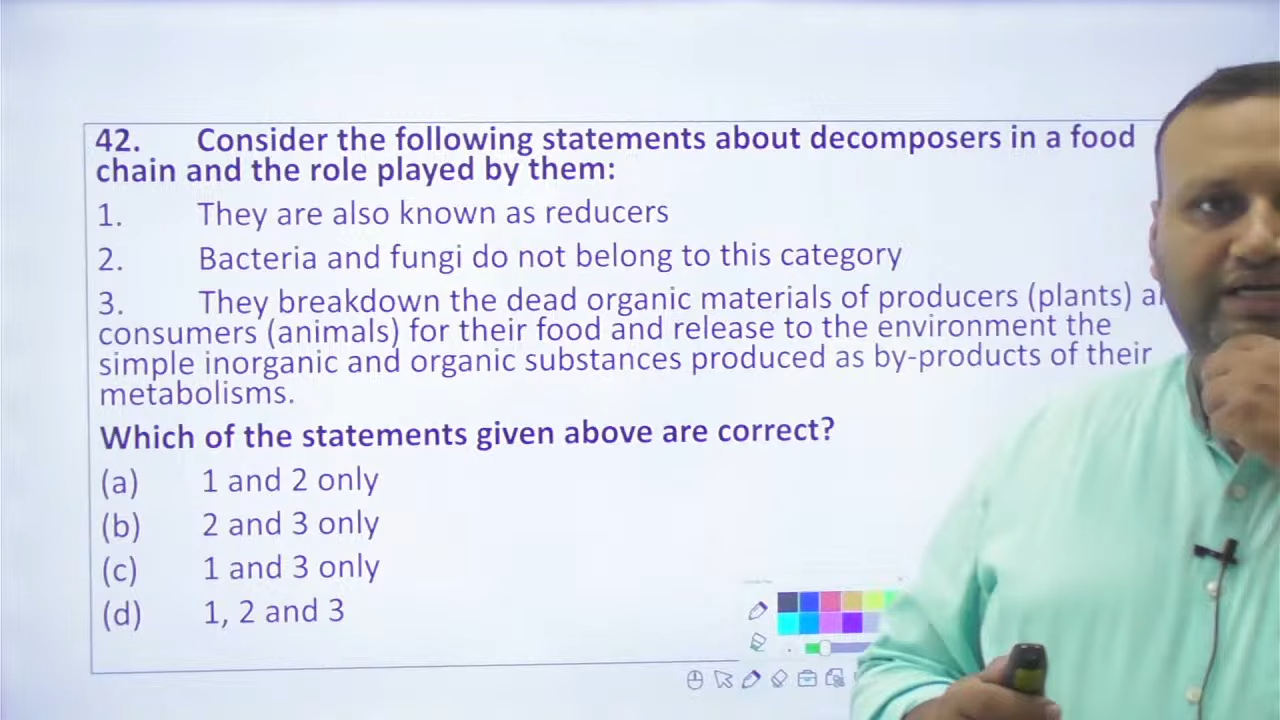 42. Consider the following statements about decomposers in a food
chain and the role played by them:
1. They are also known as reducers
2. Bacteria and fungi do not belong to this category
3. They breakdown the dead organic materials of producers (plants)
consumers (animals) for their food and release to the environment the
simple inorganic and organic substances produced as by-products of their
metabolisms.
Which of the statements given above are correct?
(a) 1 and 2 only
(b) 2 and 3 only
(c) 1 and 3 only
(d) 1, 2 and 3